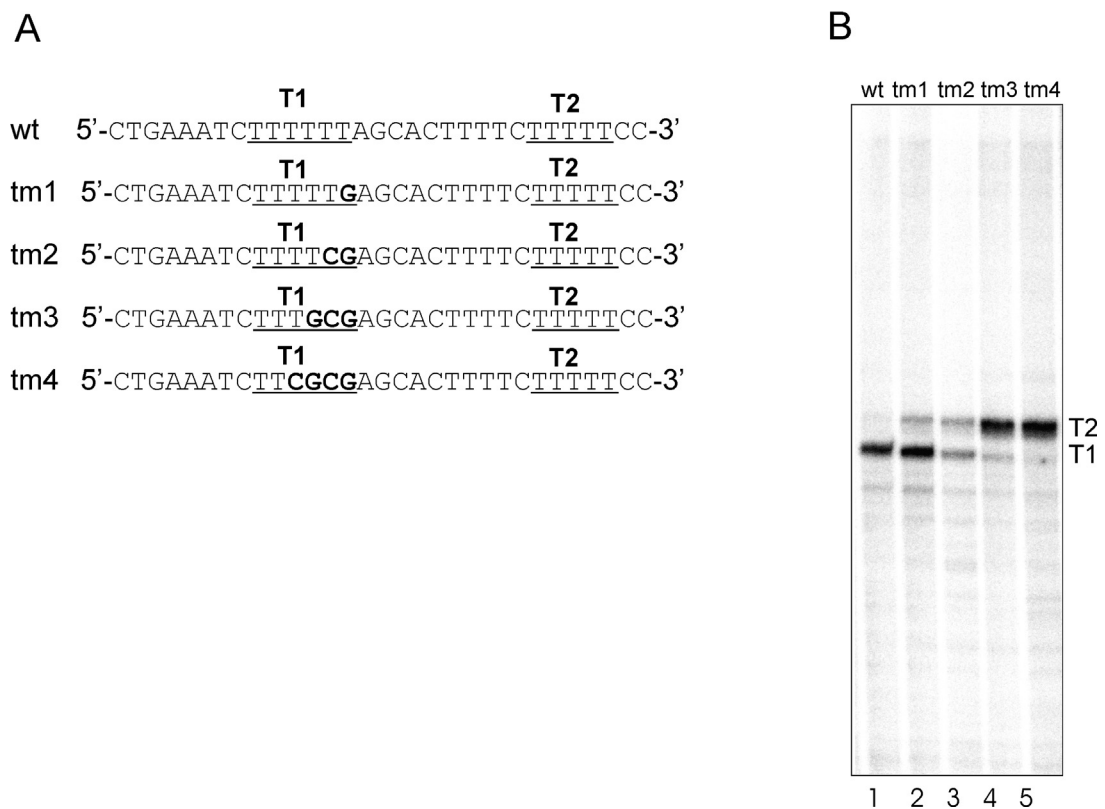 A
T1 T2
wt 5’-CTGAAATCTTTTTTAGCACTTTTCTTTTTCC-3’
T1 T2
tm1 5’-CTGAAATCTTTTTGAGCACTTTTCTTTTTCC-3’
T1 T2
tm2 5’-CTGAAATCTTTTCGAGCACTTTTCTTTTTCC-3’
T1 T2
tm3 5’-CTGAAATCTTTGCGAGCACTTTTCTTTTTCC-3’
T1 T2
tm4 5’-CTGAAATCTTCGCGAGCACTTTTCTTTTTCC-3’
B
wt tm1 tm2 tm3 tm4
T2
T1
1 2 3 4 5